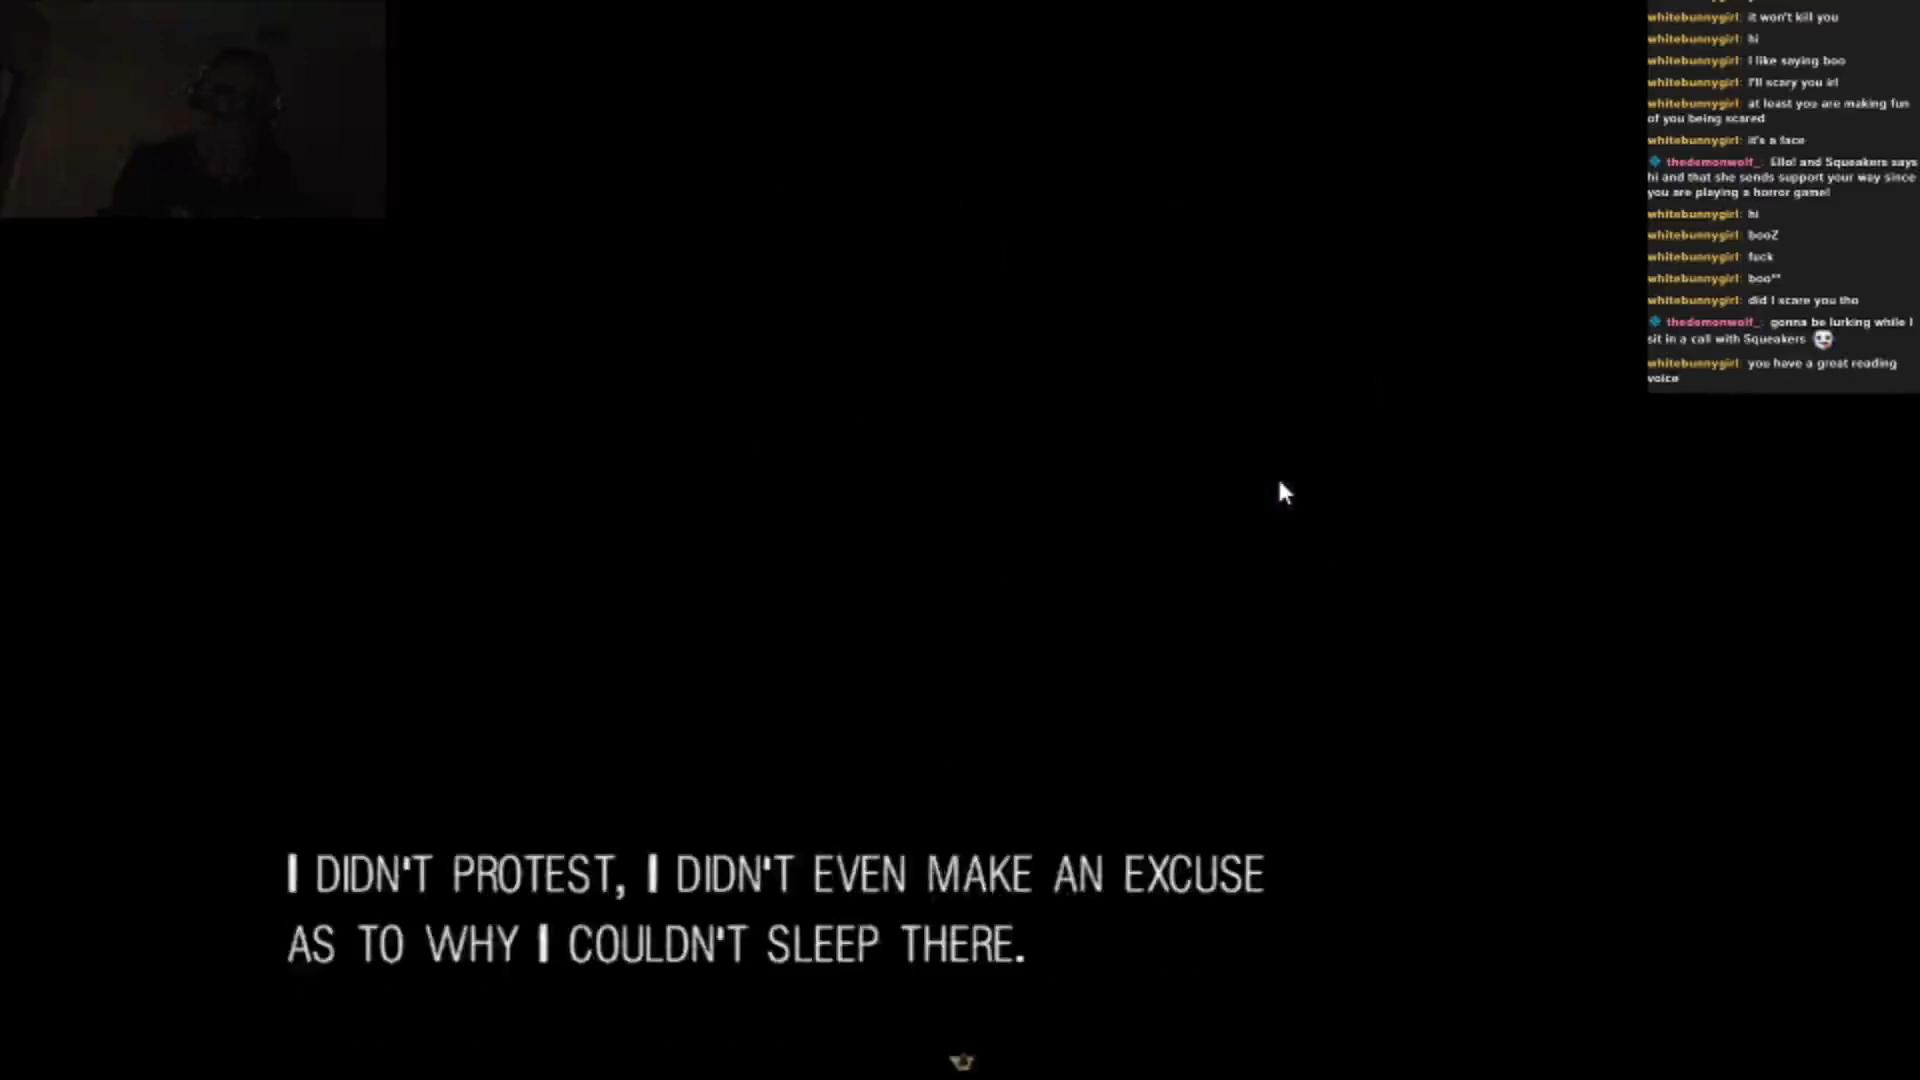 whitebunnygirl: it won't kill you
whitebunnygirl: hi
whitebunnygirl: I like saying boo
whitebunnygirl: I'll scary you irl
whitebunnygirl: at least you are making fun
of you being scared
whitebunnygirl: it's a face
thedemonwolf_: Ello! and Squeakers says
hi and that she sends support your way since
you are playing a horror game!
whitebunnygirl: hi
whitebunnygirl: booZ
whitebunnygirl: fuck
whitebunnygirl: boo**
whitebunnygirl: did I scare you tho
thedemonwolf_: gonna be lurking while I
sit in a call with Squeakers
whitebunnygirl: you have a great reading
voice
I DIDN'T PROTEST, I DIDN'T EVEN MAKE AN EXCUSE
AS TO WHY I COULDN'T SLEEP THERE.